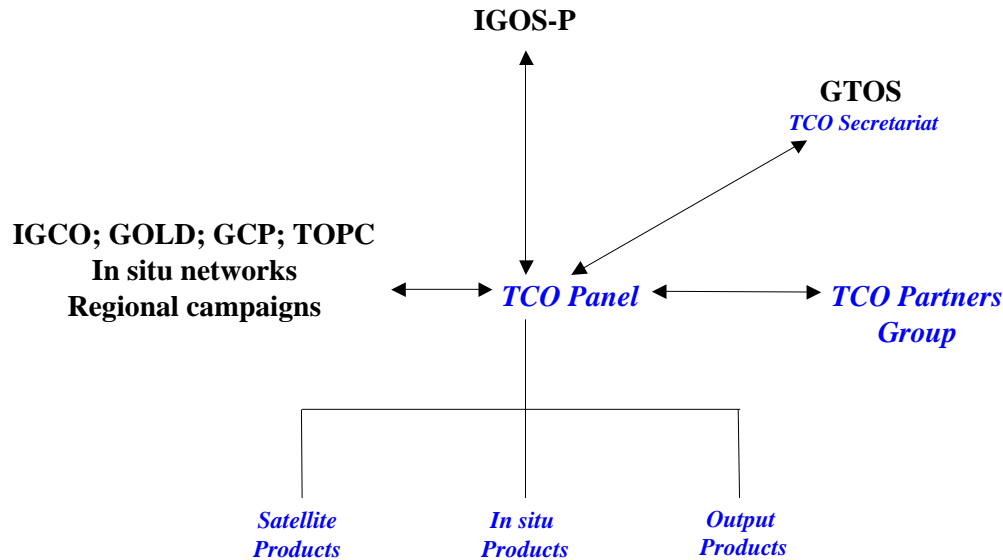 IGOS-P
GTOS
TCO Secretariat
IGCO; GOLD; GCP; TOPC
In situ networks
Regional campaigns
TCO Panel
TCO Partners
Group
Satellite
Products
In situ
Products
Output
Products